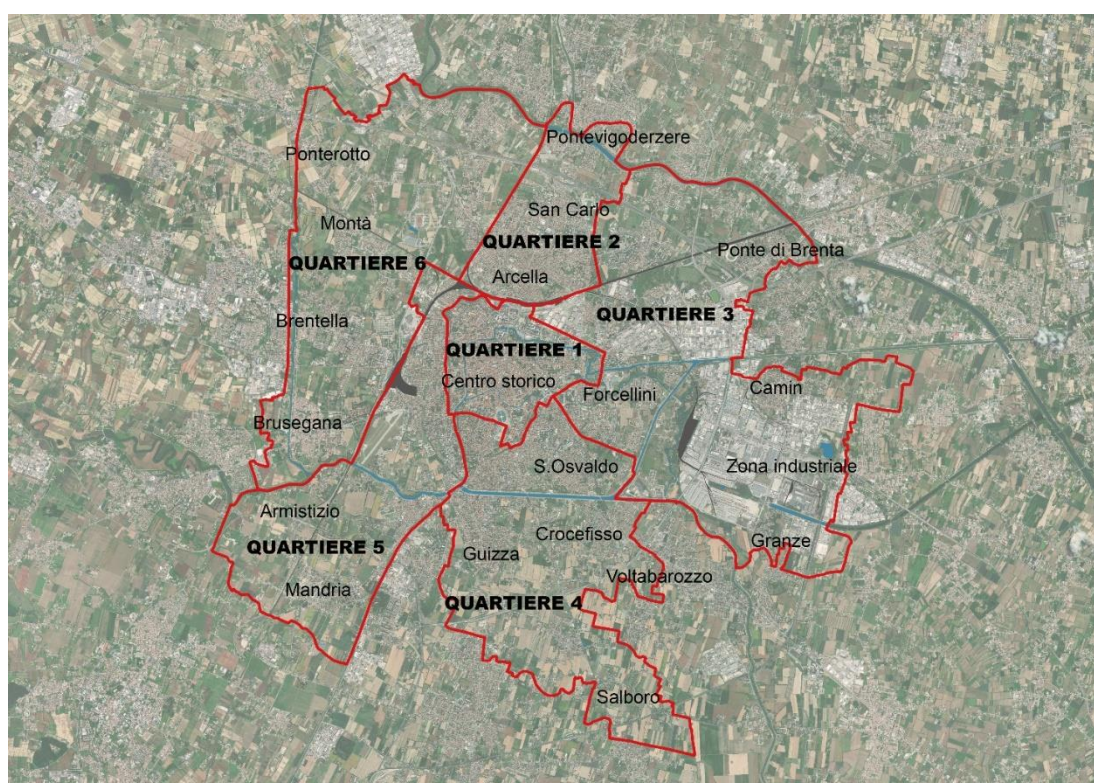 Pontevigoderzere
Ponterotto
San Carlo
Montà
QUARTIERE 2
Ponte di Brenta
QUARTIERE 6
Arcella
QUARTIERE 3
Brentella
QUARTIERE 1
Centro storico
Forcellini
Camin
Brusegana
S.Osvaldo
Zona industriale
Armistizio
Crocefisso
Granze
QUARTIERE 5
Guizza
Voltabarozzo
Mandria
QUARTIERE 4
Salboro